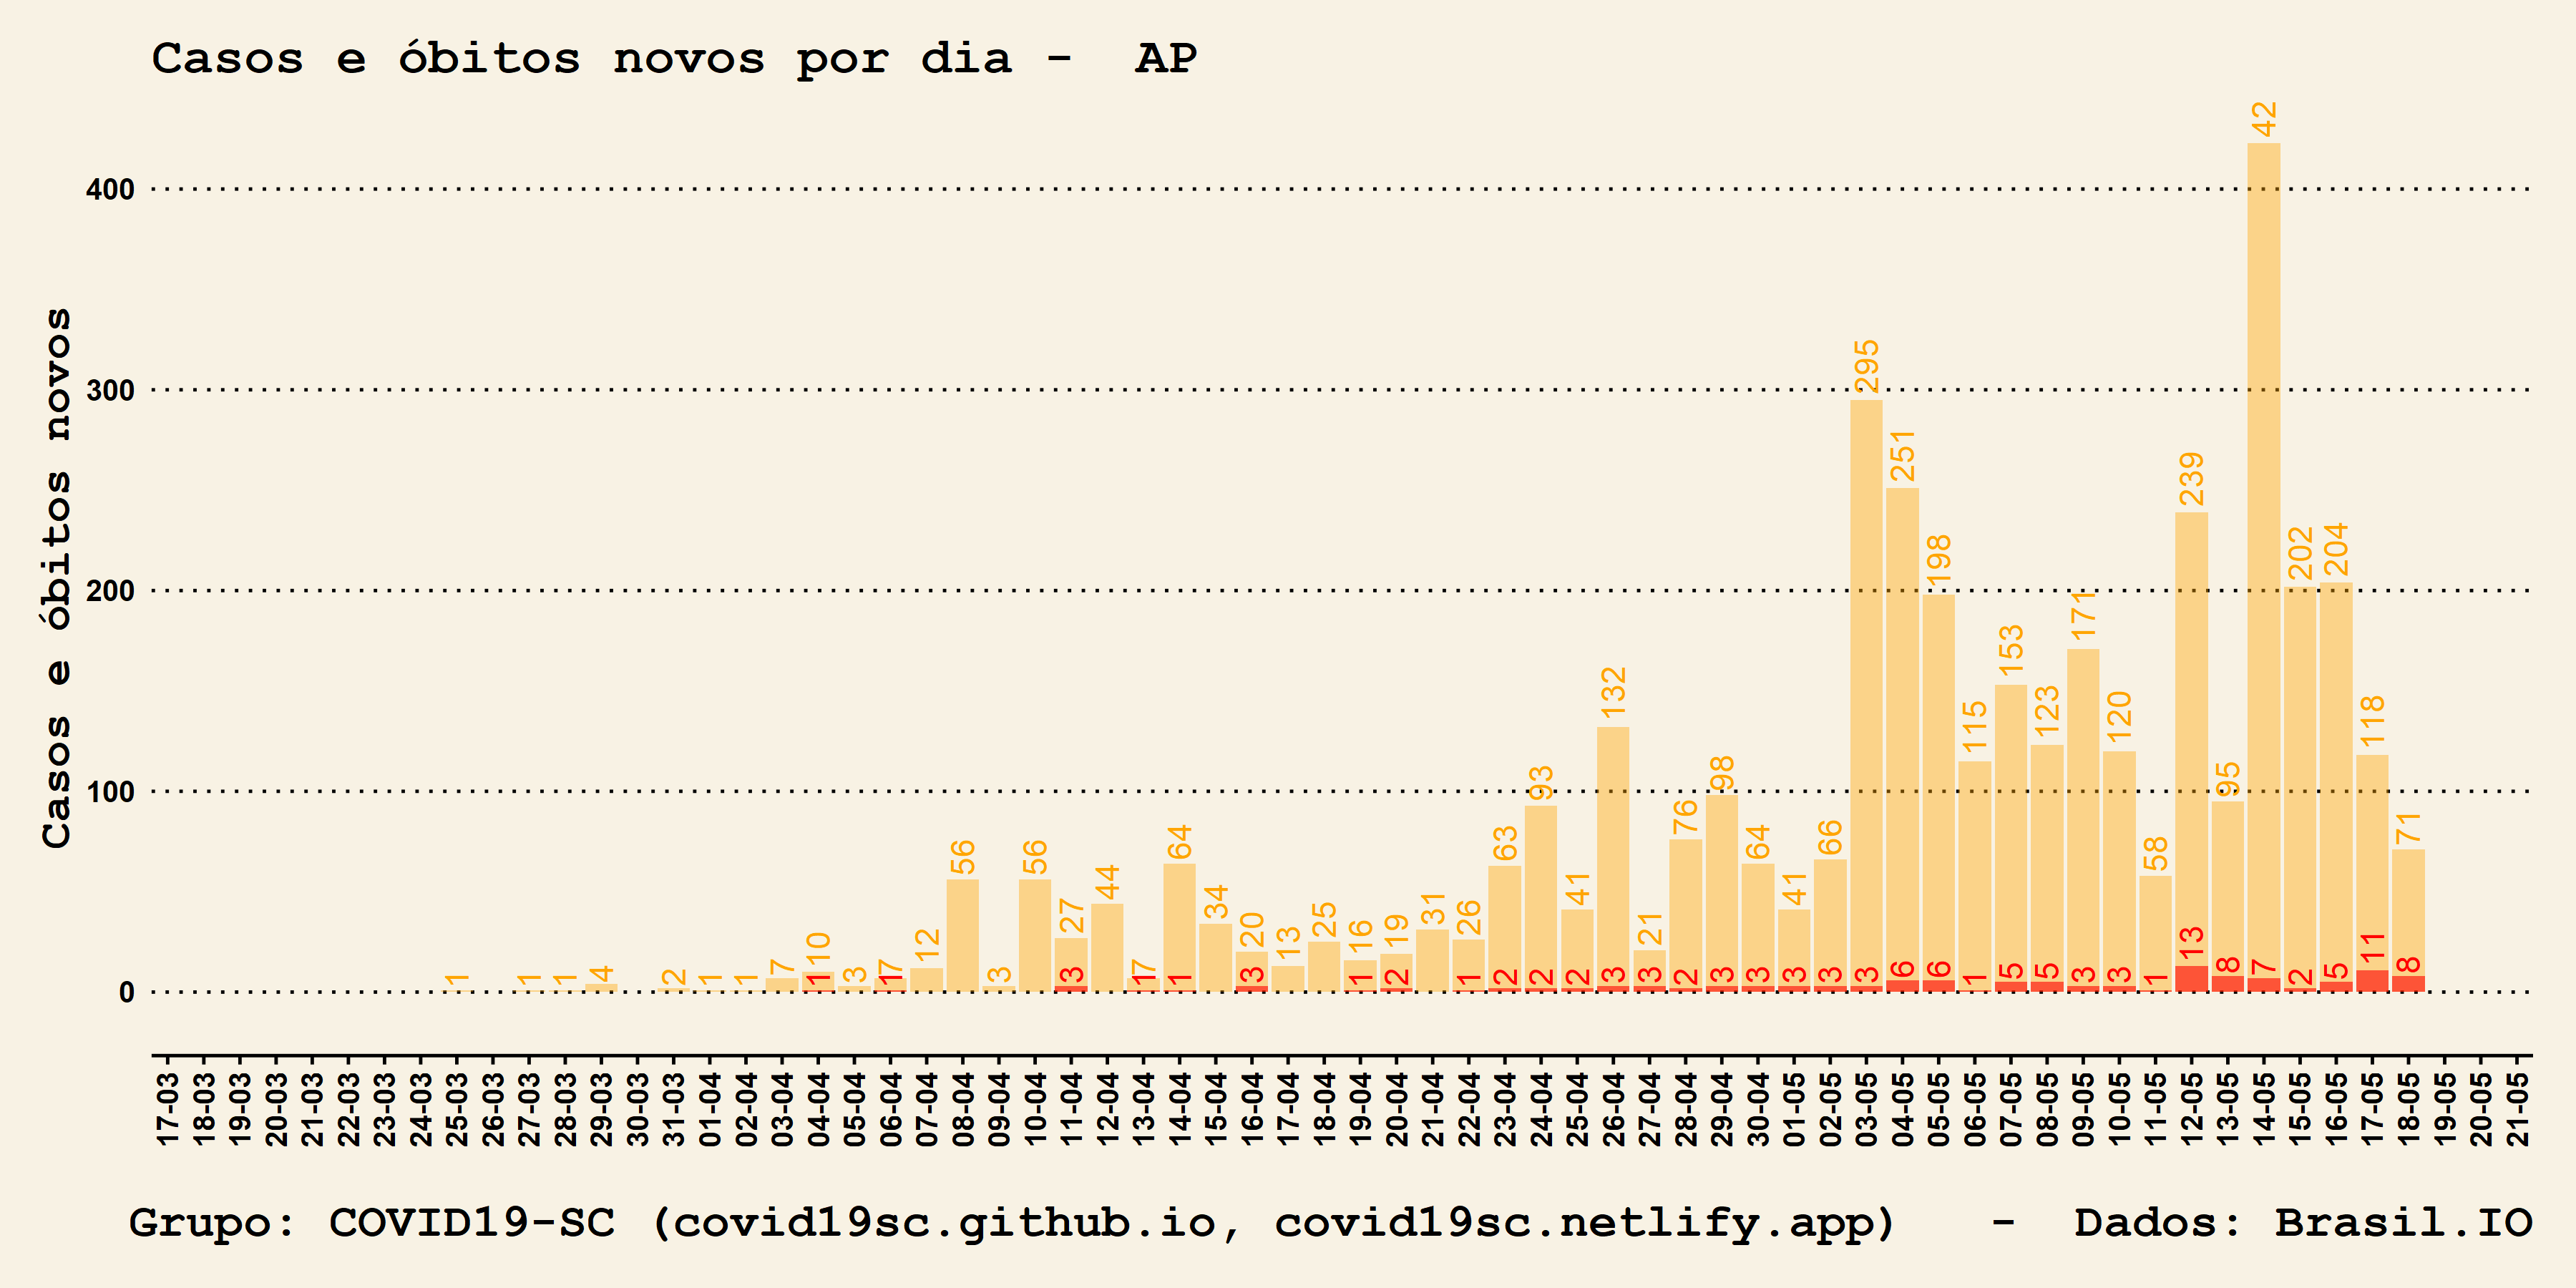 Casos e óbitos novos por dia -  AP
Casos e óbitos novos
400
300
200
100
0
1 1 1 4 2 1 1 7 10 3 7 12 56 3 56 27 44 7 64 34 20 13 25 16 19 31 26 63 93 41 132 21 76 98 64 41 66 295 251 198 115 153 123 171 120 58 239 95 42 202 204 118 71
1 1 3 1 1 3 1 2 1 2 2 2 3 3 2 3 3 3 3 3 6 6 1 5 5 3 3 1 13 8 7 2 5 11 8
17-03 18-03 19-03 20-03 21-03 22-03 23-03 24-03 25-03 26-03 27-03 28-03 29-03 30-03 31-03 01-04 02-04 03-04 04-04 05-04 06-04 07-04 08-04 09-04 10-04 11-04 12-04 13-04 14-04 15-04 16-04 17-04 18-04 19-04 20-04 21-04 22-04 23-04 24-04 25-04 26-04 27-04 28-04 29-04 30-04 01-05 02-05 03-05 04-05 05-05 06-05 07-05 08-05 09-05 10-05 11-05 12-05 13-05 14-05 15-05 16-05 17-05 18-05 19-05 20-05 21-05
Grupo: COVID19-SC (covid19sc.github.io, covid19sc.netlify.app)  -  Dados: Brasil.IO